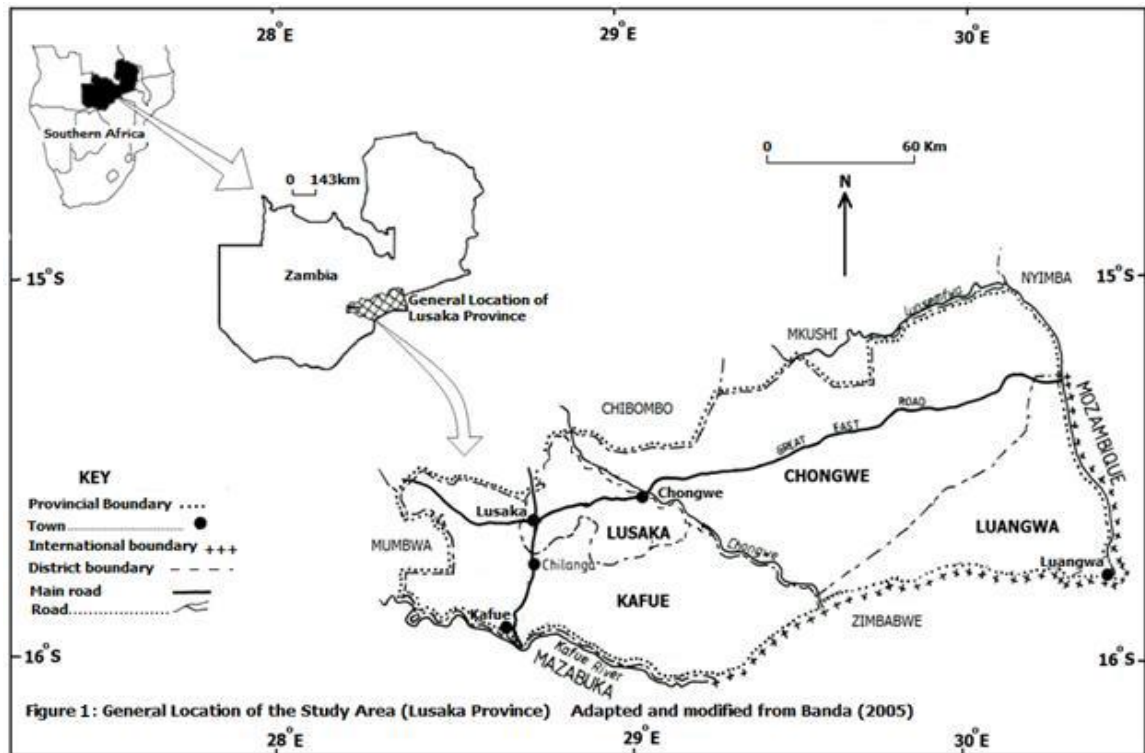 28°E
29°E
30°E
Southern Africa
0 143km
0 60 Km
N
15°S
15°S
Zambia
General Location of
Lusaka Province
NYIMBA
Lunsemfwa
MKUSHI
CHIBOMBO
MOZAMBIQUE
GREAT EAST ROAD
CHONGWE
Chongwe
Lusaka
LUSAKA
LUANGWA
MUMBWA
Chilanga
Chongwe
Luangwa
KAFUE
Kafue
ZIMBABWE
Kafue River
MAZABUKA
KEY
Provincial Boundary
Town
International boundary
District boundary
Main road
Road
16°S
16°S
Figure 1: General Location of the Study Area (Lusaka Province) Adapted and modified from Banda (2005)
28°E
29°E
30°E